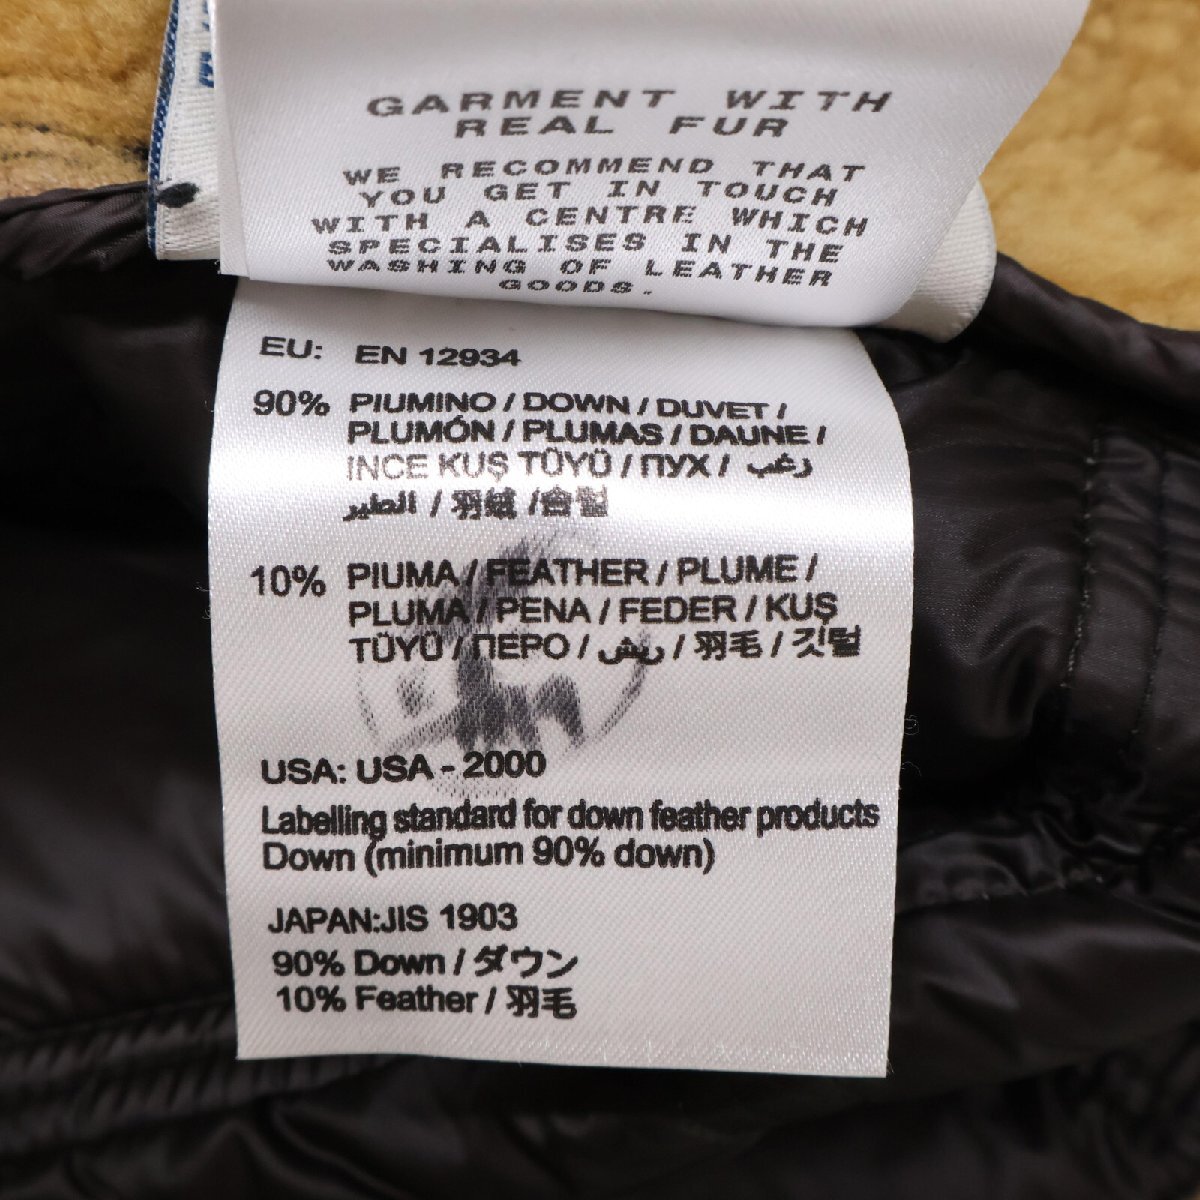 GARMENT WITH
REAL FUR
WE RECOMMEND THAT
YOU GET IN TOUCH
WITH A CENTRE WHICH
SPECIALISES IN THE
WASHING OF LEATHER
GOODS.
EU: EN 12934
90% PIUMINO / DOWN / DUVET /
PLUMÓN / PLUMAS / DAUNE /
INCE KUŞ TÜYÜ / ПУХ / زغب
الطير / 羽绒 / 솜털
10% PIUMA / FEATHER / PLUME /
PLUMA / PENA / FEDER / KUŞ
TÜYÜ / ПЕРО / ريش / 羽毛 / 깃털
USA: USA - 2000
Labelling standard for down feather products
Down (minimum 90% down)
JAPAN:JIS 1903
90% Down / ダウン
10% Feather / 羽毛